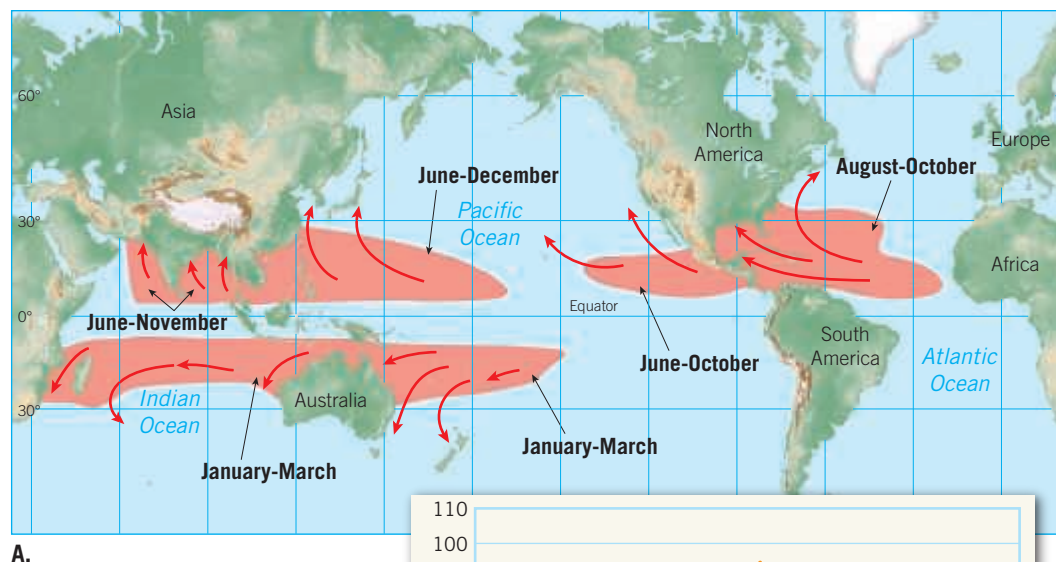 60°
Asia
North
America
Europe
August-October
June-December
Pacific
Ocean
30°
Africa
June-November
0°
Equator
South
America
June-October
Atlantic
Ocean
Indian
Ocean
Australia
30°
January-March
January-March
110
100
A.